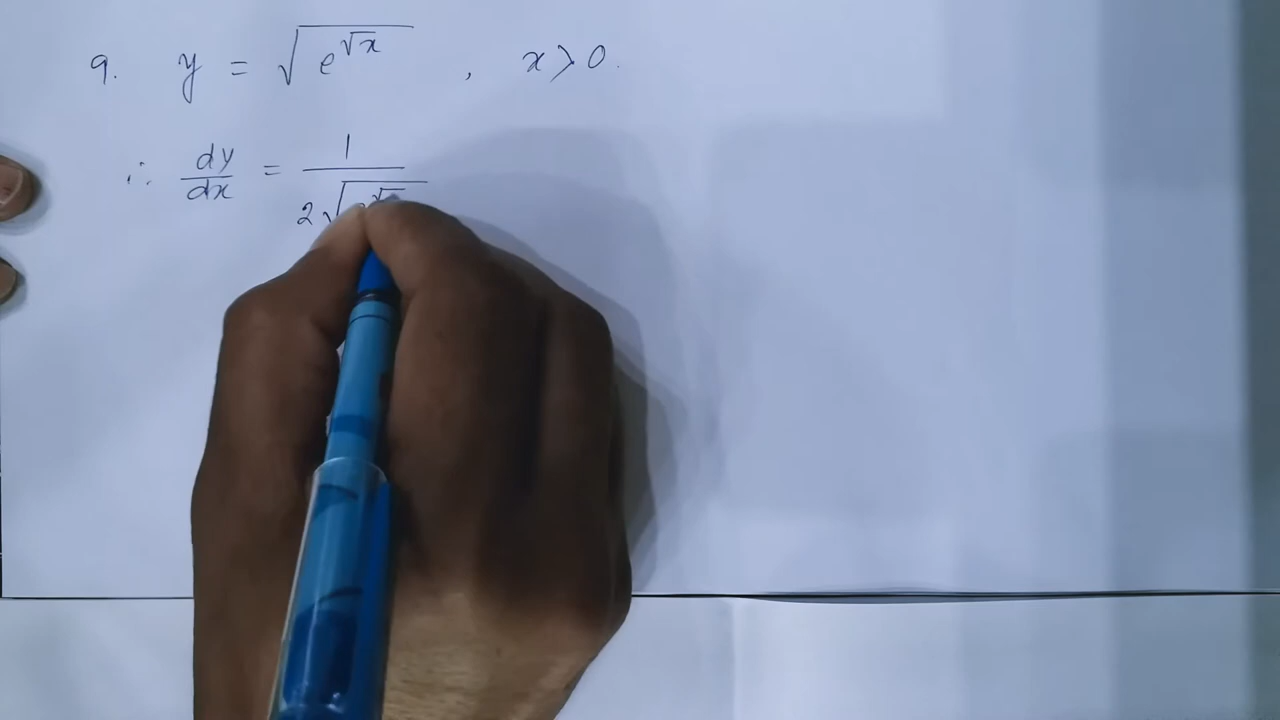 9. y = √(e^√x) , x > 0.
∴ dy/dx = 1/(2√(e^√x